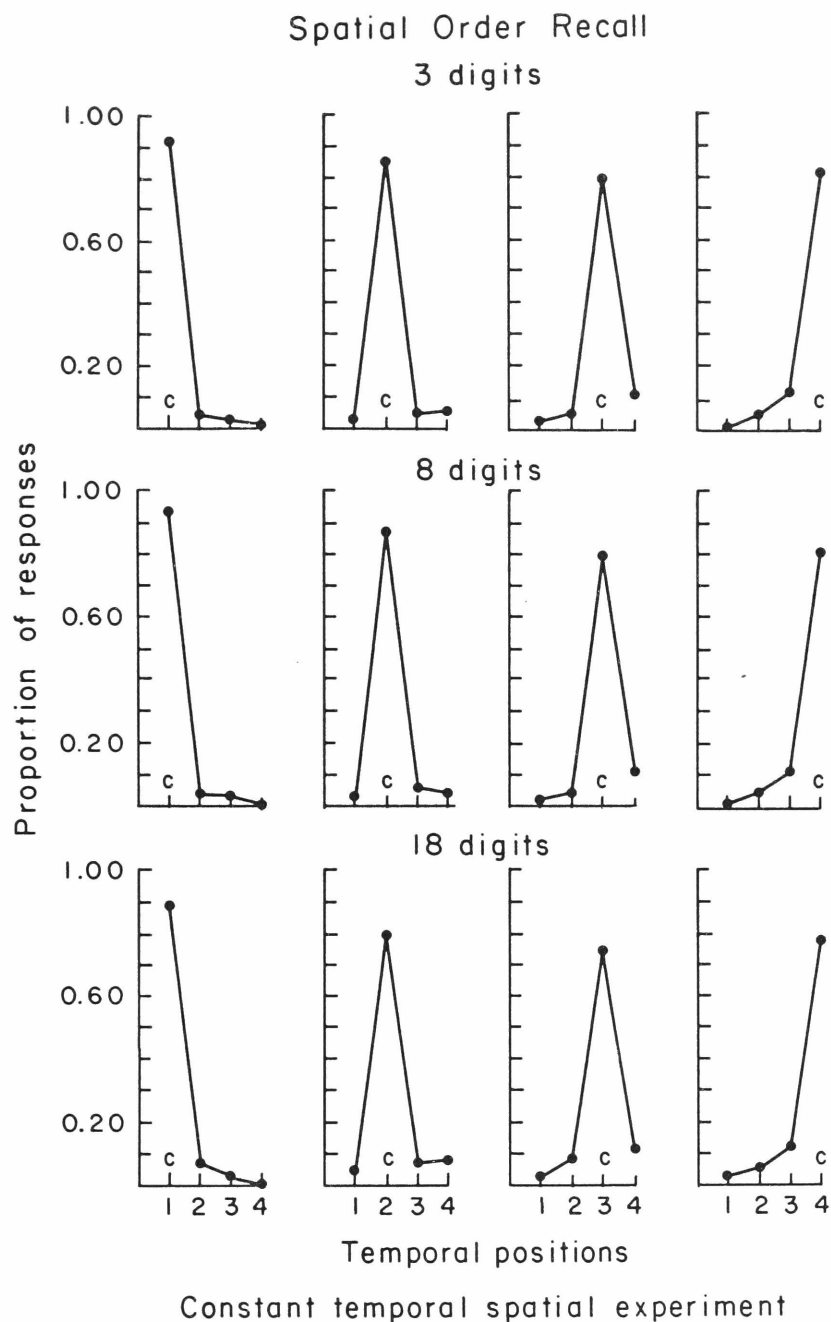 Spatial Order Recall
3 digits
1.00
0.60
0.20
C C C C
8 digits
1.00
0.60
0.20
C C C C
18 digits
1.00
0.60
0.20
C C C C
1 2 3 4 1 2 3 4 1 2 3 4 1 2 3 4
Proportion of responses
Temporal positions
Constant temporal spatial experiment